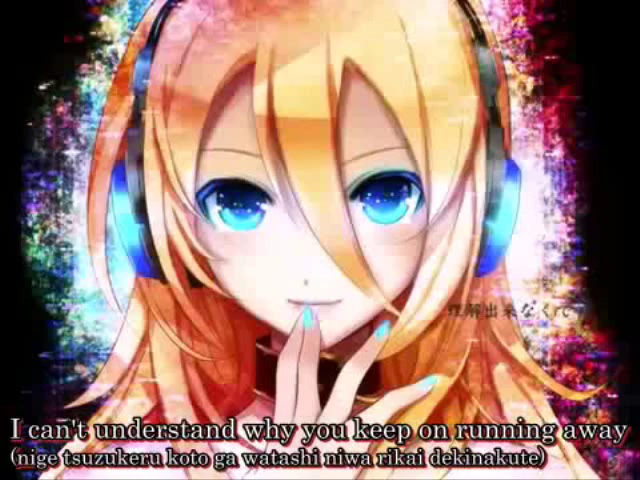 理解出来なくて
I can't understand why you keep on running away
(nige tsuzukeru koto ga watashi niwa rikai dekinakute)